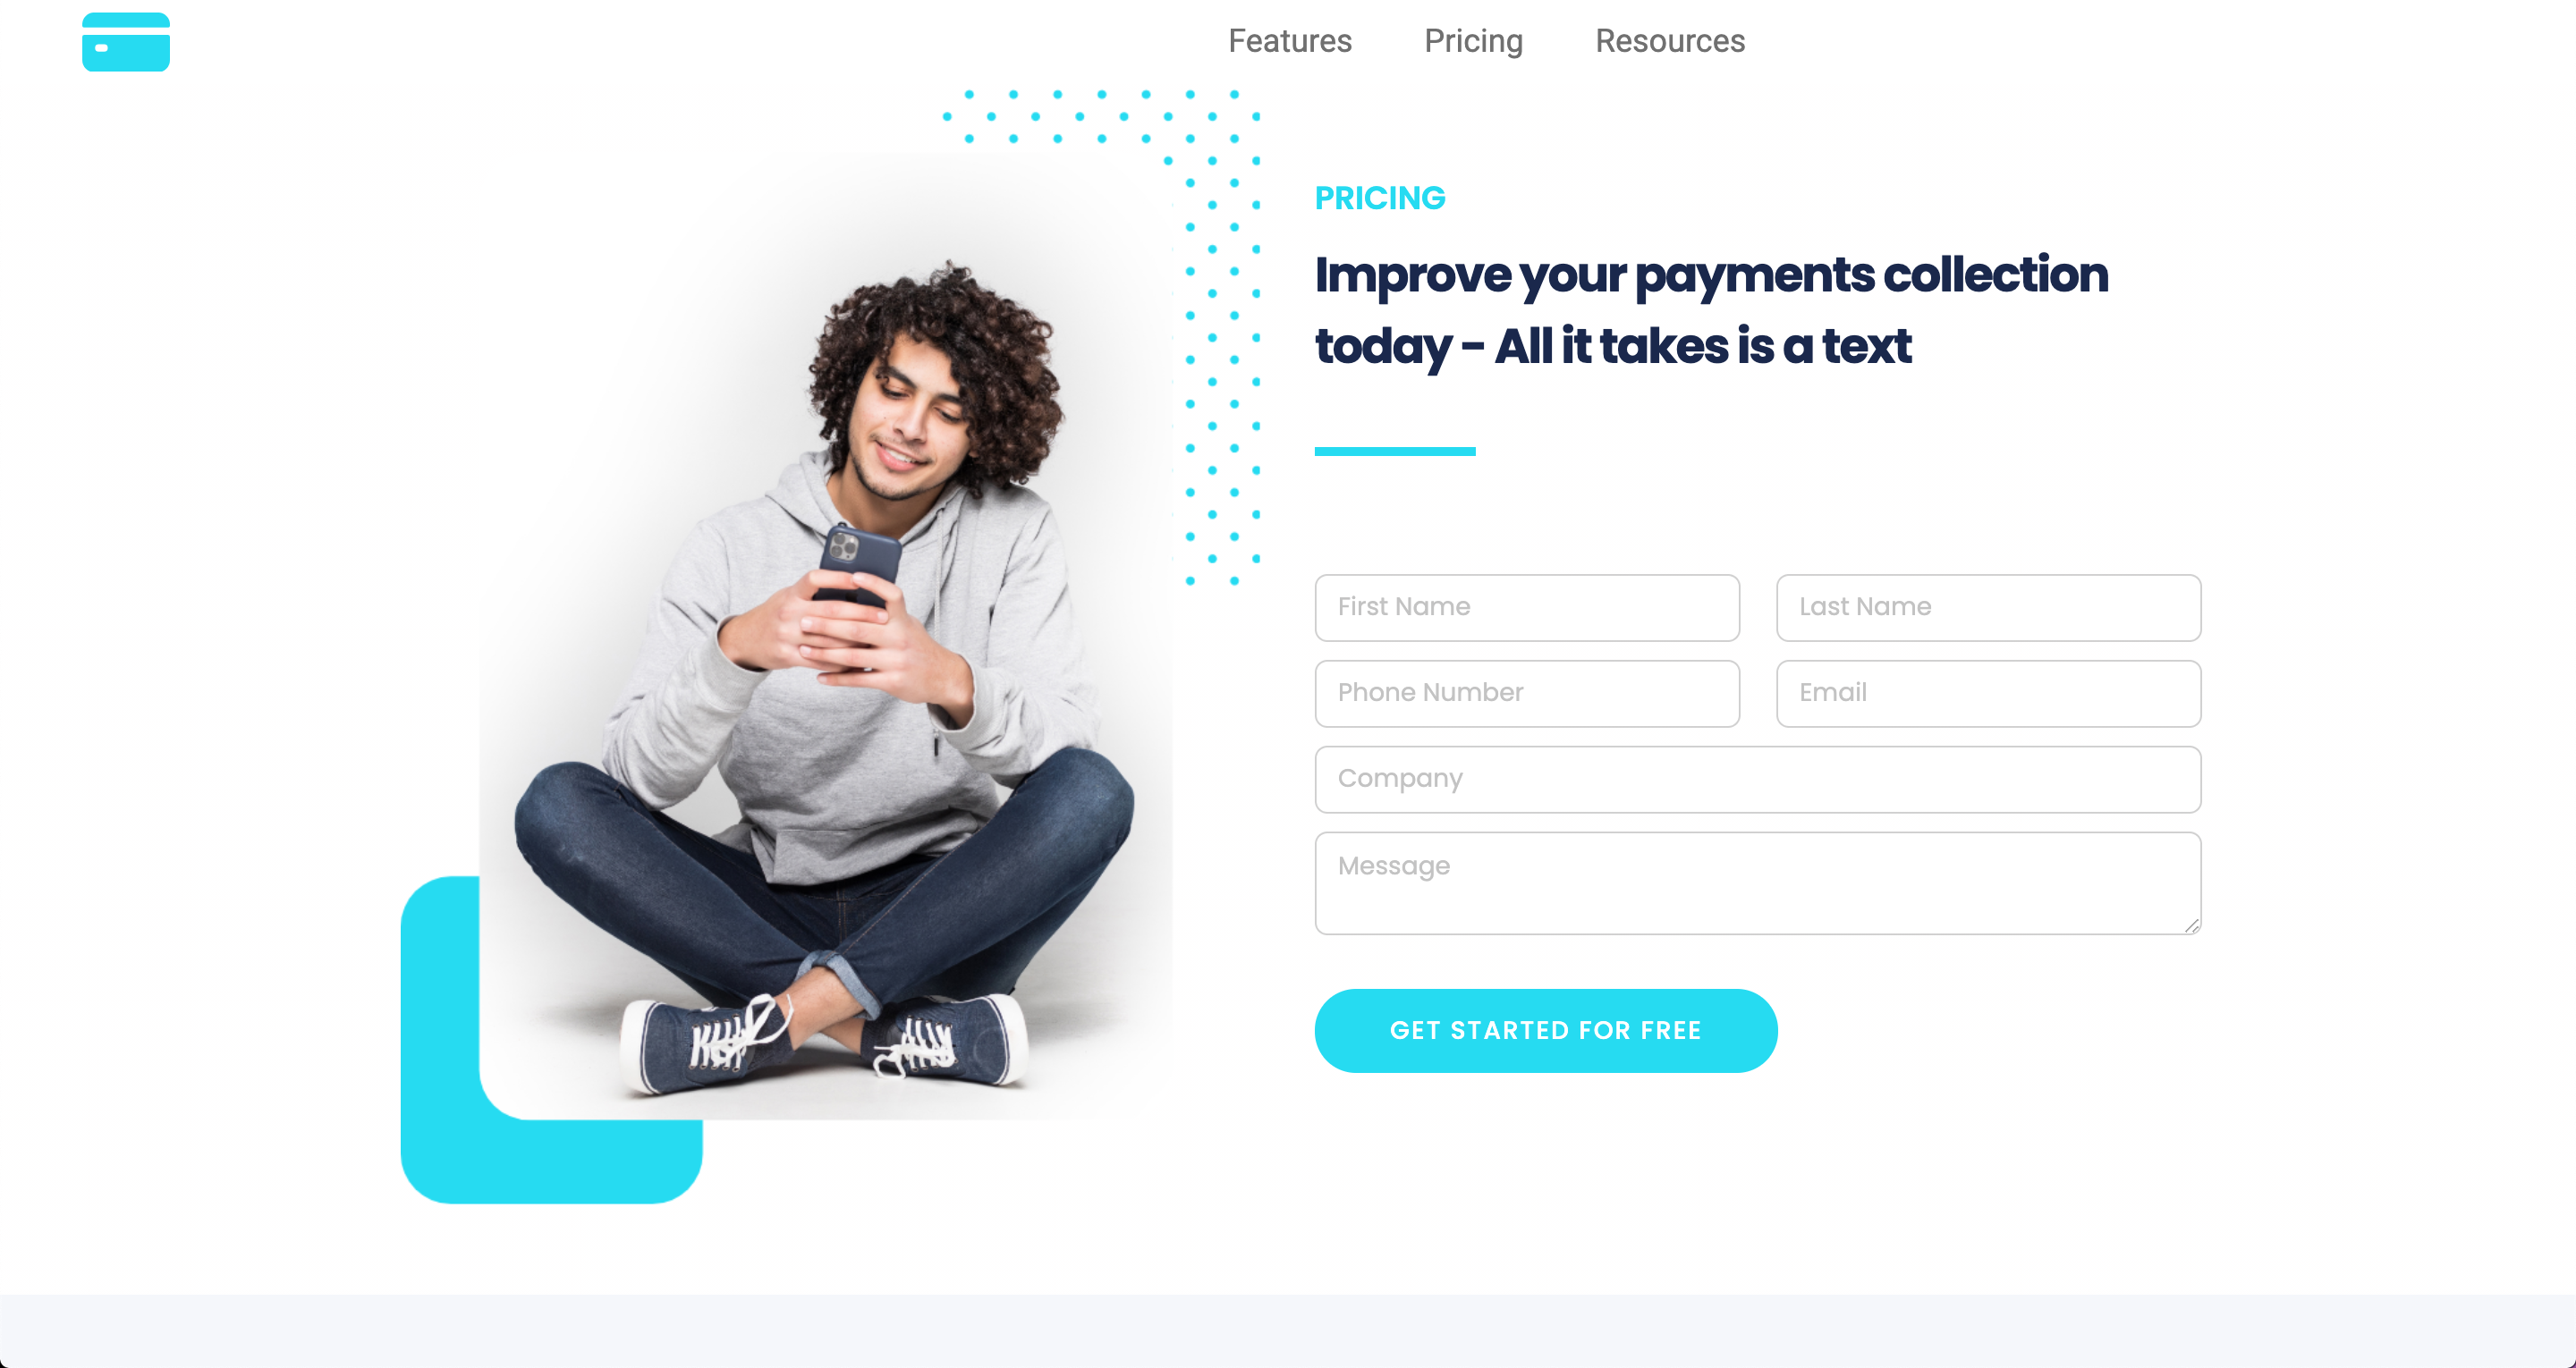 Features Pricing Resources
PRICING
Improve your payments collection
today - All it takes is a text
First Name Last Name
Phone Number Email
Company
Message
GET STARTED FOR FREE